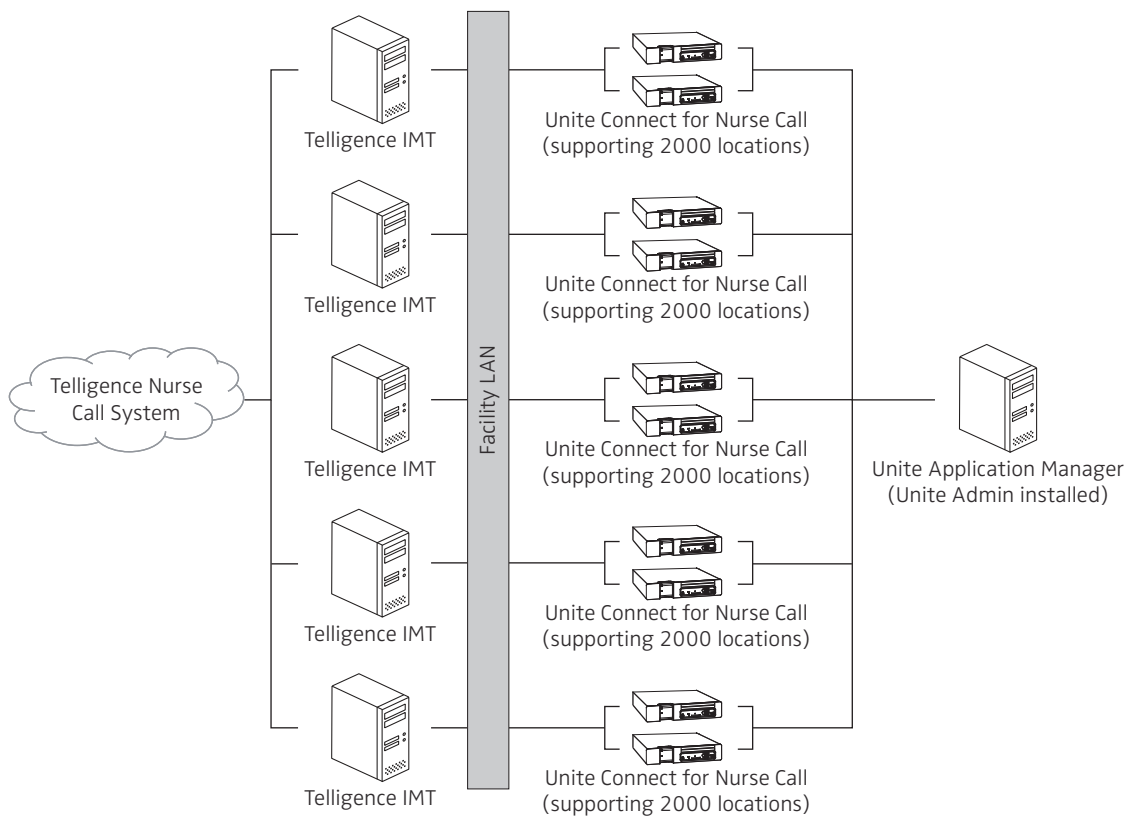 Telligence IMT
Unite Connect for Nurse Call
(supporting 2000 locations)
Telligence IMT
Unite Connect for Nurse Call
(supporting 2000 locations)
Telligence Nurse
Call System
Facility LAN
Telligence IMT
Unite Connect for Nurse Call
(supporting 2000 locations)
Unite Application Manager
(Unite Admin installed)
Telligence IMT
Unite Connect for Nurse Call
(supporting 2000 locations)
Telligence IMT
Unite Connect for Nurse Call
(supporting 2000 locations)